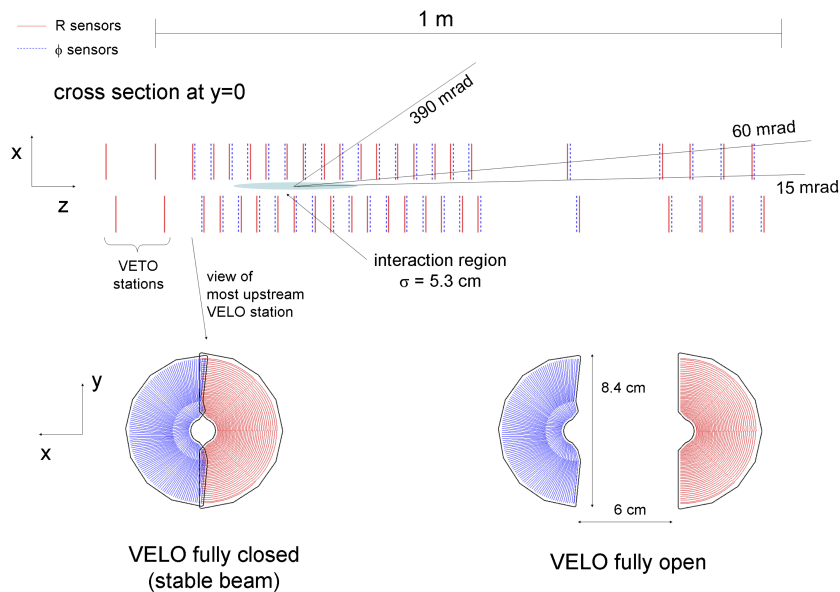 R sensors
ϕ sensors
1 m
cross section at y=0
390 mrad
60 mrad
15 mrad
x
z
VETO
stations
view of
most upstream
VELO station
interaction region
σ = 5.3 cm
y
x
8.4 cm
6 cm
VELO fully closed
(stable beam)
VELO fully open